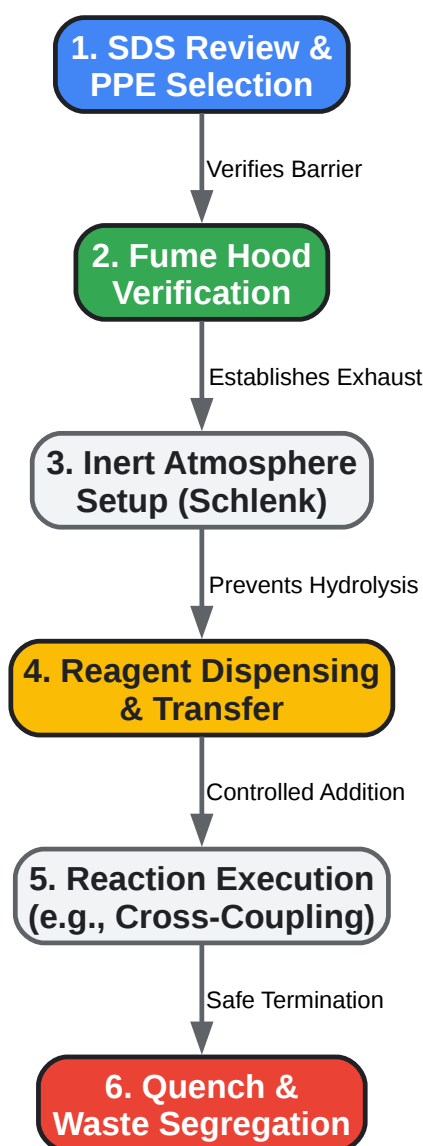 1. SDS Review &
PPE Selection
Verifies Barrier
2. Fume Hood
Verification
Establishes Exhaust
3. Inert Atmosphere
Setup (Schlenk)
Prevents Hydrolysis
4. Reagent Dispensing
& Transfer
Controlled Addition
5. Reaction Execution
(e.g., Cross-Coupling)
Safe Termination
6. Quench &
Waste Segregation